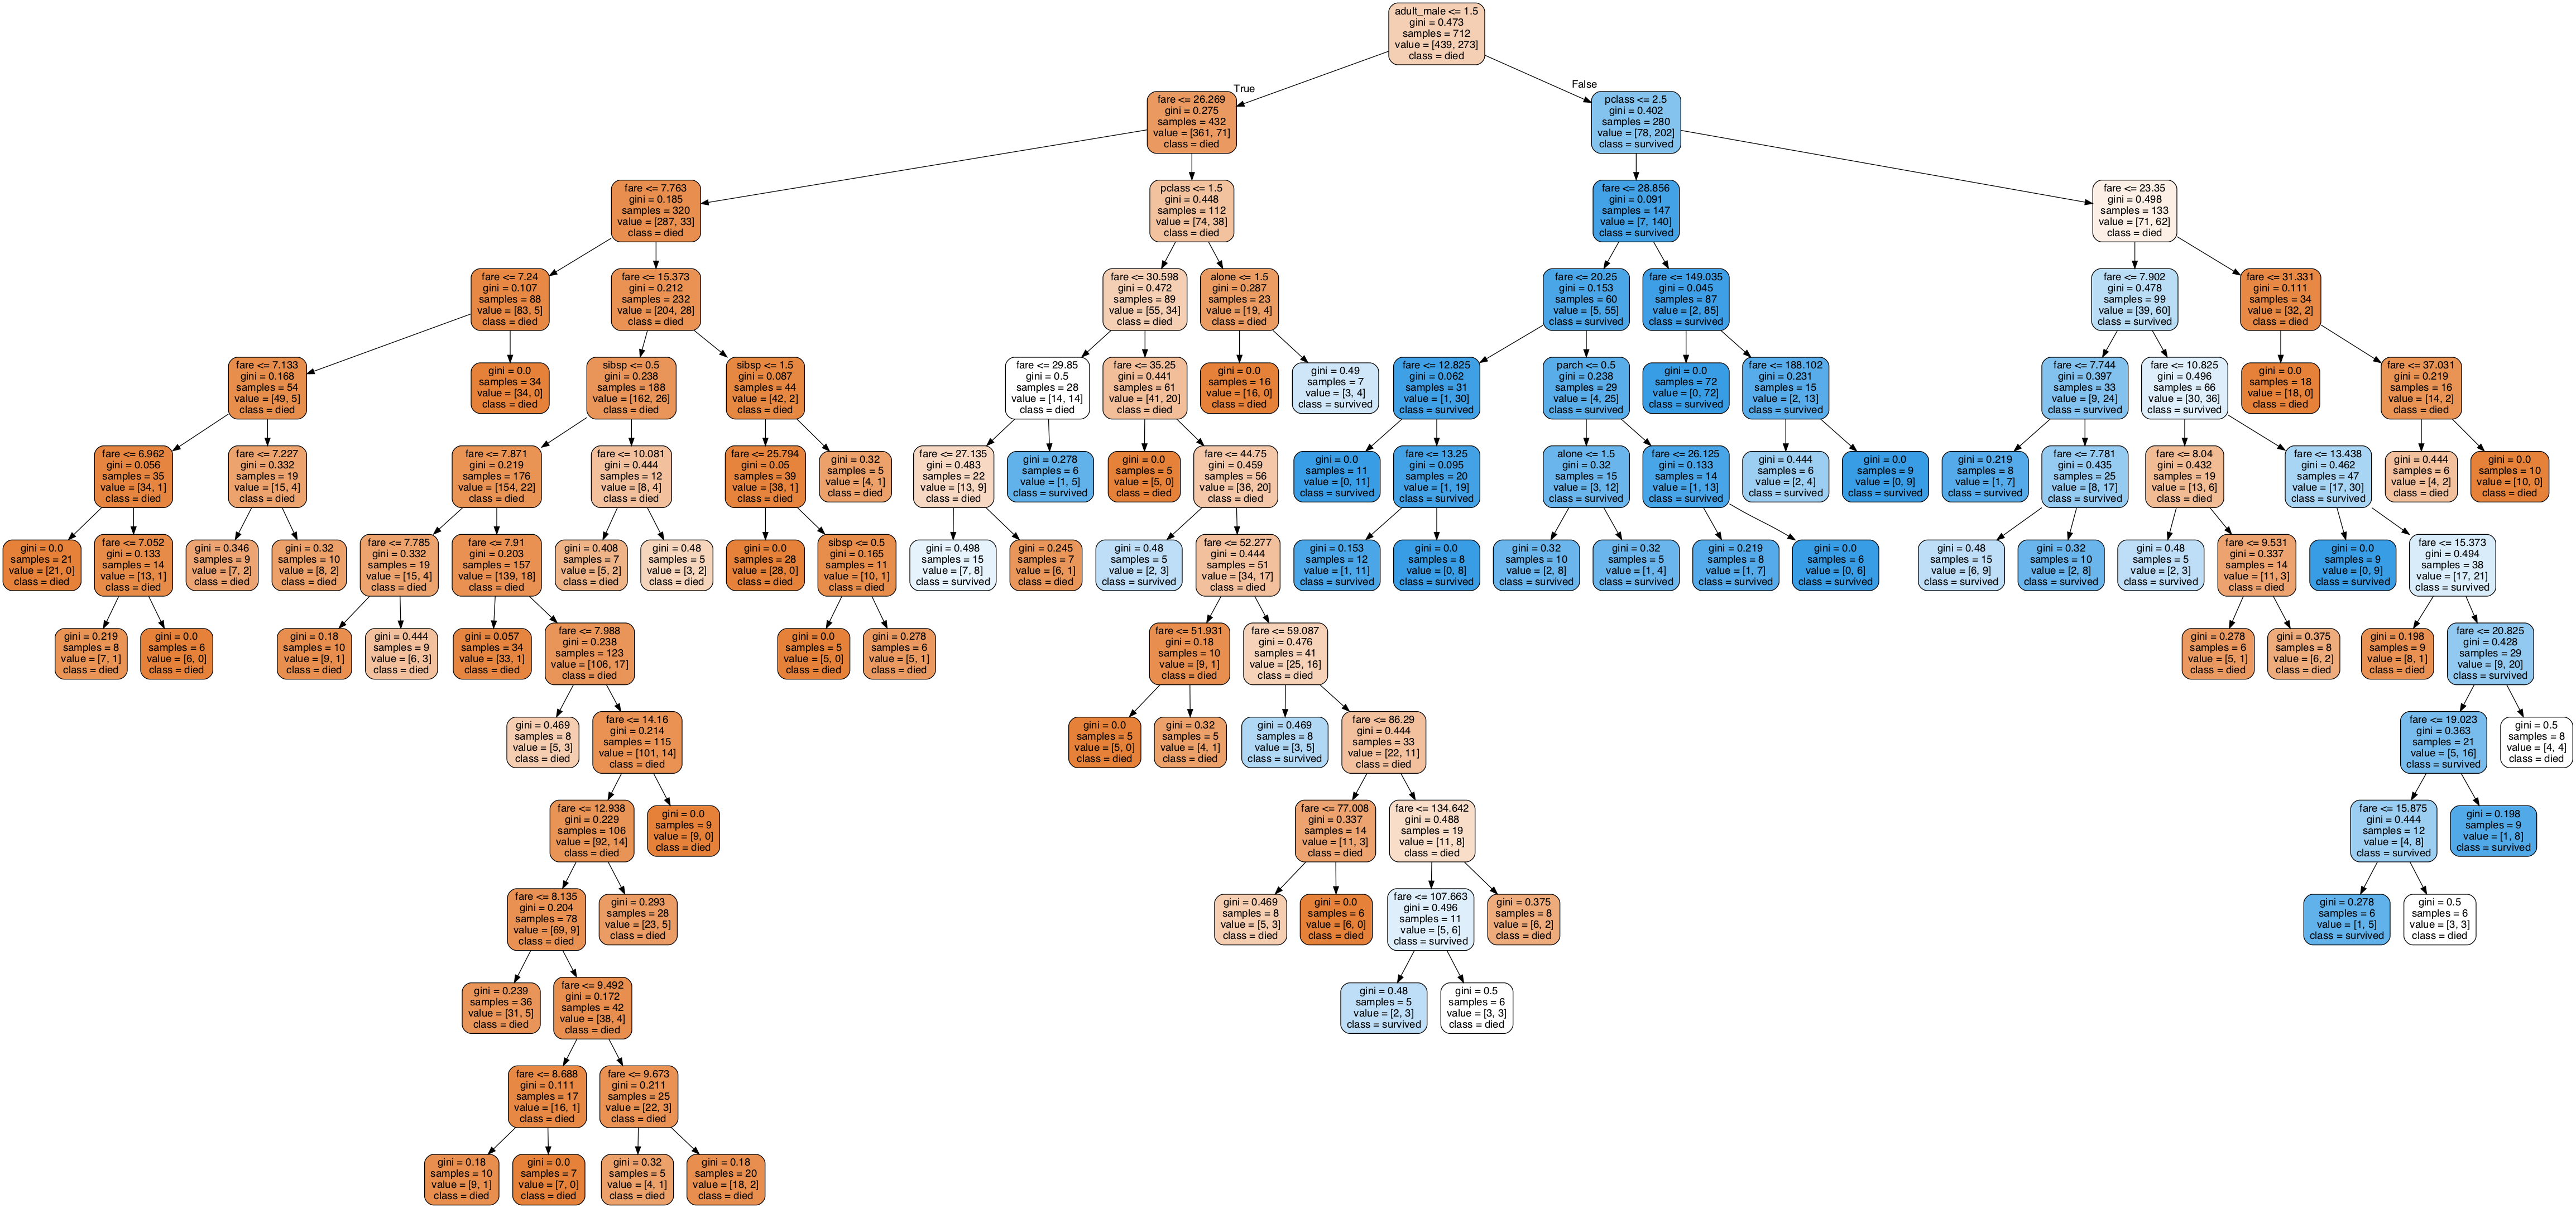 adult_male <= 1.5
gini = 0.473
samples = 712
value = [439, 273]
class = died
True
False
fare <= 26.269
gini = 0.275
samples = 432
value = [361, 71]
class = died
pclass <= 2.5
gini = 0.402
samples = 280
value = [78, 202]
class = survived
fare <= 7.763
gini = 0.185
samples = 320
value = [287, 33]
class = died
pclass <= 1.5
gini = 0.448
samples = 112
value = [74, 38]
class = died
fare <= 28.856
gini = 0.091
samples = 147
value = [7, 140]
class = survived
fare <= 23.35
gini = 0.498
samples = 133
value = [71, 62]
class = died
fare <= 7.24
gini = 0.107
samples = 88
value = [83, 5]
class = died
fare <= 15.373
gini = 0.212
samples = 232
value = [204, 28]
class = died
fare <= 30.598
gini = 0.472
samples = 89
value = [55, 34]
class = died
alone <= 1.5
gini = 0.287
samples = 23
value = [19, 4]
class = died
fare <= 20.25
gini = 0.153
samples = 60
value = [5, 55]
class = survived
fare <= 149.035
gini = 0.045
samples = 87
value = [2, 85]
class = survived
fare <= 7.902
gini = 0.478
samples = 99
value = [39, 60]
class = survived
fare <= 31.331
gini = 0.111
samples = 34
value = [32, 2]
class = died
fare <= 7.133
gini = 0.168
samples = 54
value = [49, 5]
class = died
gini = 0.0
samples = 34
value = [34, 0]
class = died
sibsp <= 0.5
gini = 0.238
samples = 188
value = [162, 26]
class = died
sibsp <= 1.5
gini = 0.087
samples = 44
value = [42, 2]
class = died
fare <= 29.85
gini = 0.5
samples = 28
value = [14, 14]
class = died
fare <= 35.25
gini = 0.441
samples = 61
value = [41, 20]
class = died
gini = 0.0
samples = 16
value = [16, 0]
class = died
gini = 0.49
samples = 7
value = [3, 4]
class = survived
fare <= 12.825
gini = 0.062
samples = 31
value = [1, 30]
class = survived
parch <= 0.5
gini = 0.238
samples = 29
value = [4, 25]
class = survived
gini = 0.0
samples = 72
value = [0, 72]
class = survived
fare <= 188.102
gini = 0.231
samples = 15
value = [2, 13]
class = survived
fare <= 7.744
gini = 0.397
samples = 33
value = [9, 24]
class = survived
fare <= 10.825
gini = 0.496
samples = 66
value = [30, 36]
class = survived
gini = 0.0
samples = 18
value = [18, 0]
class = died
fare <= 37.031
gini = 0.219
samples = 16
value = [14, 2]
class = died
fare <= 6.962
gini = 0.056
samples = 35
value = [34, 1]
class = died
fare <= 7.227
gini = 0.332
samples = 19
value = [15, 4]
class = died
fare <= 7.871
gini = 0.219
samples = 176
value = [154, 22]
class = died
fare <= 10.081
gini = 0.444
samples = 12
value = [8, 4]
class = died
fare <= 25.794
gini = 0.05
samples = 39
value = [38, 1]
class = died
gini = 0.32
samples = 5
value = [4, 1]
class = died
fare <= 27.135
gini = 0.483
samples = 22
value = [13, 9]
class = died
gini = 0.278
samples = 6
value = [1, 5]
class = survived
gini = 0.0
samples = 5
value = [5, 0]
class = died
fare <= 44.75
gini = 0.459
samples = 56
value = [36, 20]
class = died
gini = 0.0
samples = 11
value = [0, 11]
class = survived
fare <= 13.25
gini = 0.095
samples = 20
value = [1, 19]
class = survived
alone <= 1.5
gini = 0.32
samples = 15
value = [3, 12]
class = survived
fare <= 26.125
gini = 0.133
samples = 14
value = [1, 13]
class = survived
gini = 0.444
samples = 6
value = [2, 4]
class = survived
gini = 0.0
samples = 9
value = [0, 9]
class = survived
gini = 0.219
samples = 8
value = [1, 7]
class = survived
fare <= 7.781
gini = 0.435
samples = 25
value = [8, 17]
class = survived
fare <= 8.04
gini = 0.432
samples = 19
value = [13, 6]
class = died
fare <= 13.438
gini = 0.462
samples = 47
value = [17, 30]
class = survived
gini = 0.444
samples = 6
value = [4, 2]
class = died
gini = 0.0
samples = 10
value = [10, 0]
class = died
gini = 0.0
samples = 21
value = [21, 0]
class = died
fare <= 7.052
gini = 0.133
samples = 14
value = [13, 1]
class = died
gini = 0.346
samples = 9
value = [7, 2]
class = died
gini = 0.32
samples = 10
value = [8, 2]
class = died
fare <= 7.785
gini = 0.332
samples = 19
value = [15, 4]
class = died
fare <= 7.91
gini = 0.203
samples = 157
value = [139, 18]
class = died
gini = 0.408
samples = 7
value = [5, 2]
class = died
gini = 0.48
samples = 5
value = [3, 2]
class = died
gini = 0.0
samples = 28
value = [28, 0]
class = died
sibsp <= 0.5
gini = 0.165
samples = 11
value = [10, 1]
class = died
gini = 0.498
samples = 15
value = [7, 8]
class = survived
gini = 0.245
samples = 7
value = [6, 1]
class = died
gini = 0.48
samples = 5
value = [2, 3]
class = survived
fare <= 52.277
gini = 0.444
samples = 51
value = [34, 17]
class = died
gini = 0.153
samples = 12
value = [1, 11]
class = survived
gini = 0.0
samples = 8
value = [0, 8]
class = survived
gini = 0.32
samples = 10
value = [2, 8]
class = survived
gini = 0.32
samples = 5
value = [1, 4]
class = survived
gini = 0.219
samples = 8
value = [1, 7]
class = survived
gini = 0.0
samples = 6
value = [0, 6]
class = survived
gini = 0.48
samples = 15
value = [6, 9]
class = survived
gini = 0.32
samples = 10
value = [2, 8]
class = survived
gini = 0.48
samples = 5
value = [2, 3]
class = survived
fare <= 9.531
gini = 0.337
samples = 14
value = [11, 3]
class = died
gini = 0.0
samples = 9
value = [0, 9]
class = survived
fare <= 15.373
gini = 0.494
samples = 38
value = [17, 21]
class = survived
gini = 0.219
samples = 8
value = [7, 1]
class = died
gini = 0.0
samples = 6
value = [6, 0]
class = died
gini = 0.18
samples = 10
value = [9, 1]
class = died
gini = 0.444
samples = 9
value = [6, 3]
class = died
gini = 0.057
samples = 34
value = [33, 1]
class = died
fare <= 7.988
gini = 0.238
samples = 123
value = [106, 17]
class = died
gini = 0.0
samples = 5
value = [5, 0]
class = died
gini = 0.278
samples = 6
value = [5, 1]
class = died
fare <= 51.931
gini = 0.18
samples = 10
value = [9, 1]
class = died
fare <= 59.087
gini = 0.476
samples = 41
value = [25, 16]
class = died
gini = 0.278
samples = 6
value = [5, 1]
class = died
gini = 0.375
samples = 8
value = [6, 2]
class = died
gini = 0.198
samples = 9
value = [8, 1]
class = died
fare <= 20.825
gini = 0.428
samples = 29
value = [9, 20]
class = survived
gini = 0.469
samples = 8
value = [5, 3]
class = died
fare <= 14.16
gini = 0.214
samples = 115
value = [101, 14]
class = died
gini = 0.0
samples = 5
value = [5, 0]
class = died
gini = 0.32
samples = 5
value = [4, 1]
class = died
gini = 0.469
samples = 8
value = [3, 5]
class = survived
fare <= 86.29
gini = 0.444
samples = 33
value = [22, 11]
class = died
fare <= 19.023
gini = 0.363
samples = 21
value = [5, 16]
class = survived
gini = 0.5
samples = 8
value = [4, 4]
class = died
fare <= 12.938
gini = 0.229
samples = 106
value = [92, 14]
class = died
gini = 0.0
samples = 9
value = [9, 0]
class = died
fare <= 77.008
gini = 0.337
samples = 14
value = [11, 3]
class = died
fare <= 134.642
gini = 0.488
samples = 19
value = [11, 8]
class = died
fare <= 15.875
gini = 0.444
samples = 12
value = [4, 8]
class = survived
gini = 0.198
samples = 9
value = [1, 8]
class = survived
fare <= 8.135
gini = 0.204
samples = 78
value = [69, 9]
class = died
gini = 0.293
samples = 28
value = [23, 5]
class = died
gini = 0.469
samples = 8
value = [5, 3]
class = died
gini = 0.0
samples = 6
value = [6, 0]
class = died
fare <= 107.663
gini = 0.496
samples = 11
value = [5, 6]
class = survived
gini = 0.375
samples = 8
value = [6, 2]
class = died
gini = 0.278
samples = 6
value = [1, 5]
class = survived
gini = 0.5
samples = 6
value = [3, 3]
class = died
gini = 0.239
samples = 36
value = [31, 5]
class = died
fare <= 9.492
gini = 0.172
samples = 42
value = [38, 4]
class = died
gini = 0.48
samples = 5
value = [2, 3]
class = survived
gini = 0.5
samples = 6
value = [3, 3]
class = died
fare <= 8.688
gini = 0.111
samples = 17
value = [16, 1]
class = died
fare <= 9.673
gini = 0.211
samples = 25
value = [22, 3]
class = died
gini = 0.18
samples = 10
value = [9, 1]
class = died
gini = 0.0
samples = 7
value = [7, 0]
class = died
gini = 0.32
samples = 5
value = [4, 1]
class = died
gini = 0.18
samples = 20
value = [18, 2]
class = died